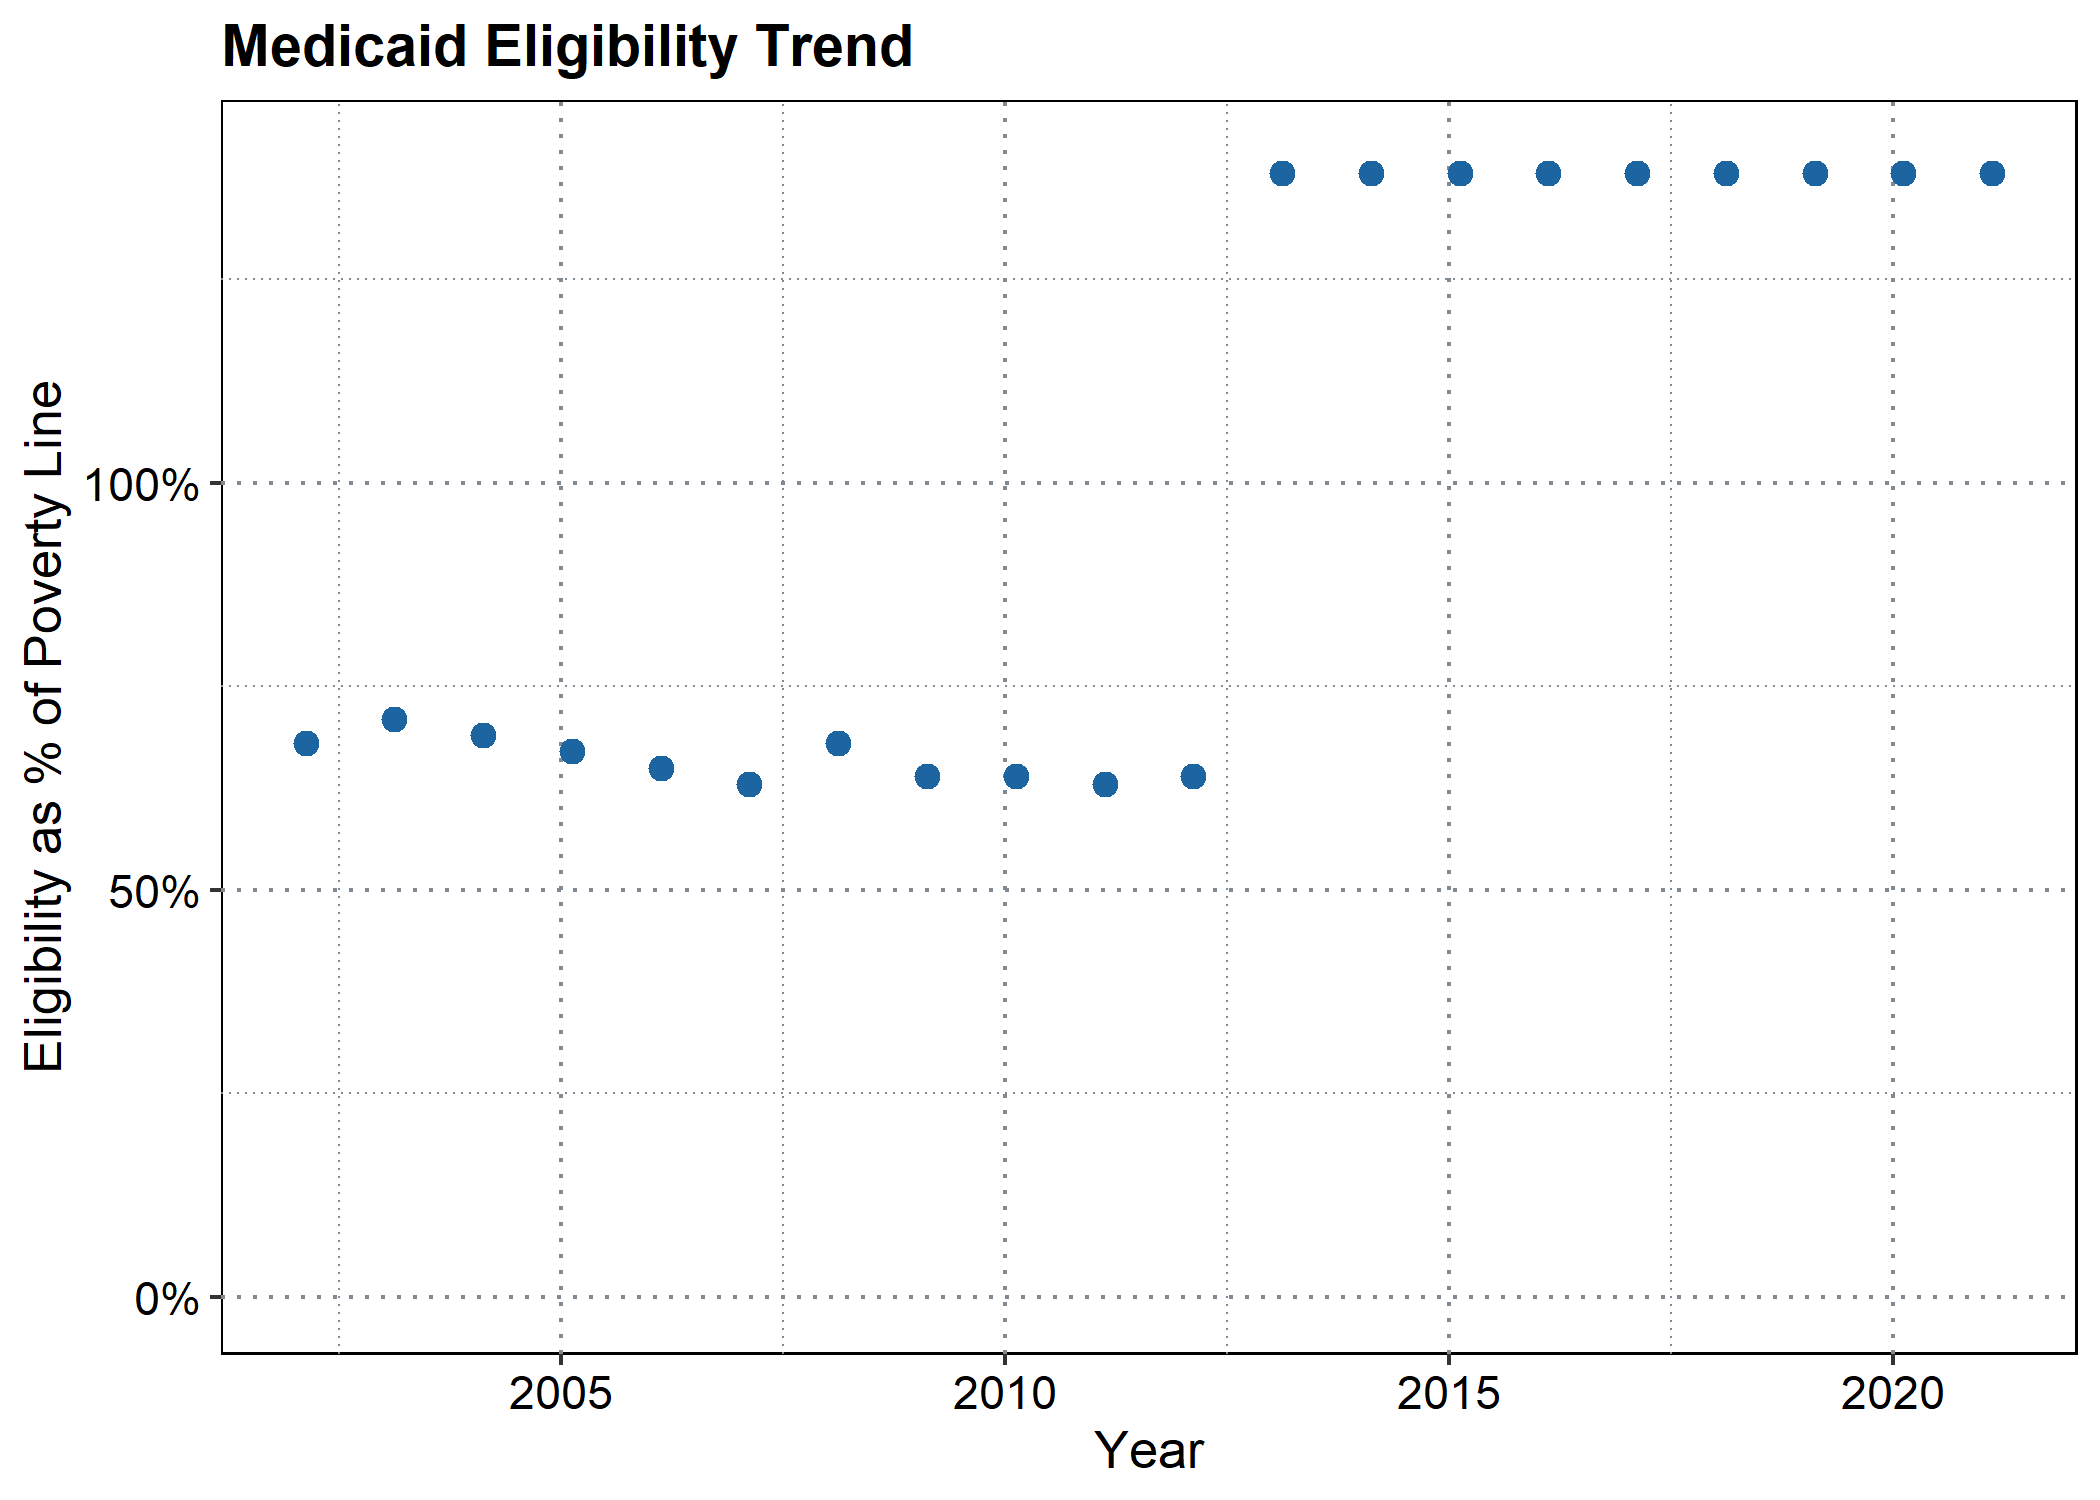 Medicaid Eligibility Trend
Eligibility as % of Poverty Line
100%
50%
0%
2005 2010 2015 2020
Year